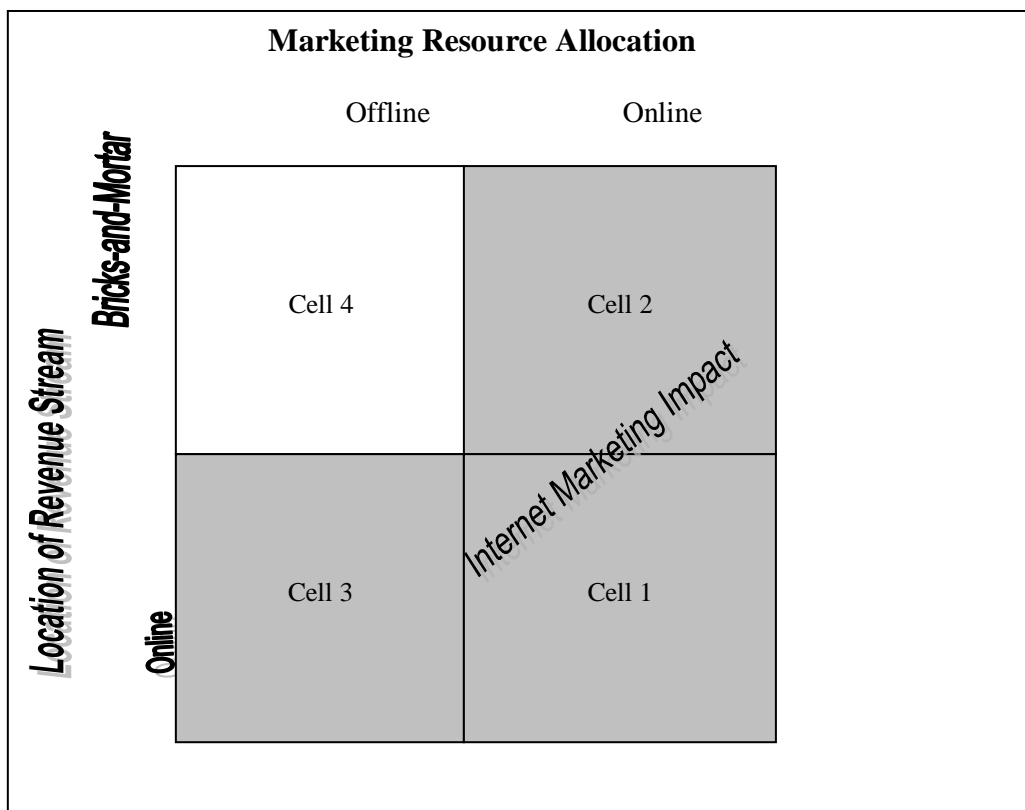 Marketing Resource Allocation
Offline Online
Bricks-and-Mortar
Cell 4 Cell 2
Location of Revenue Stream
Internet Marketing Impact
Cell 3 Cell 1
Online